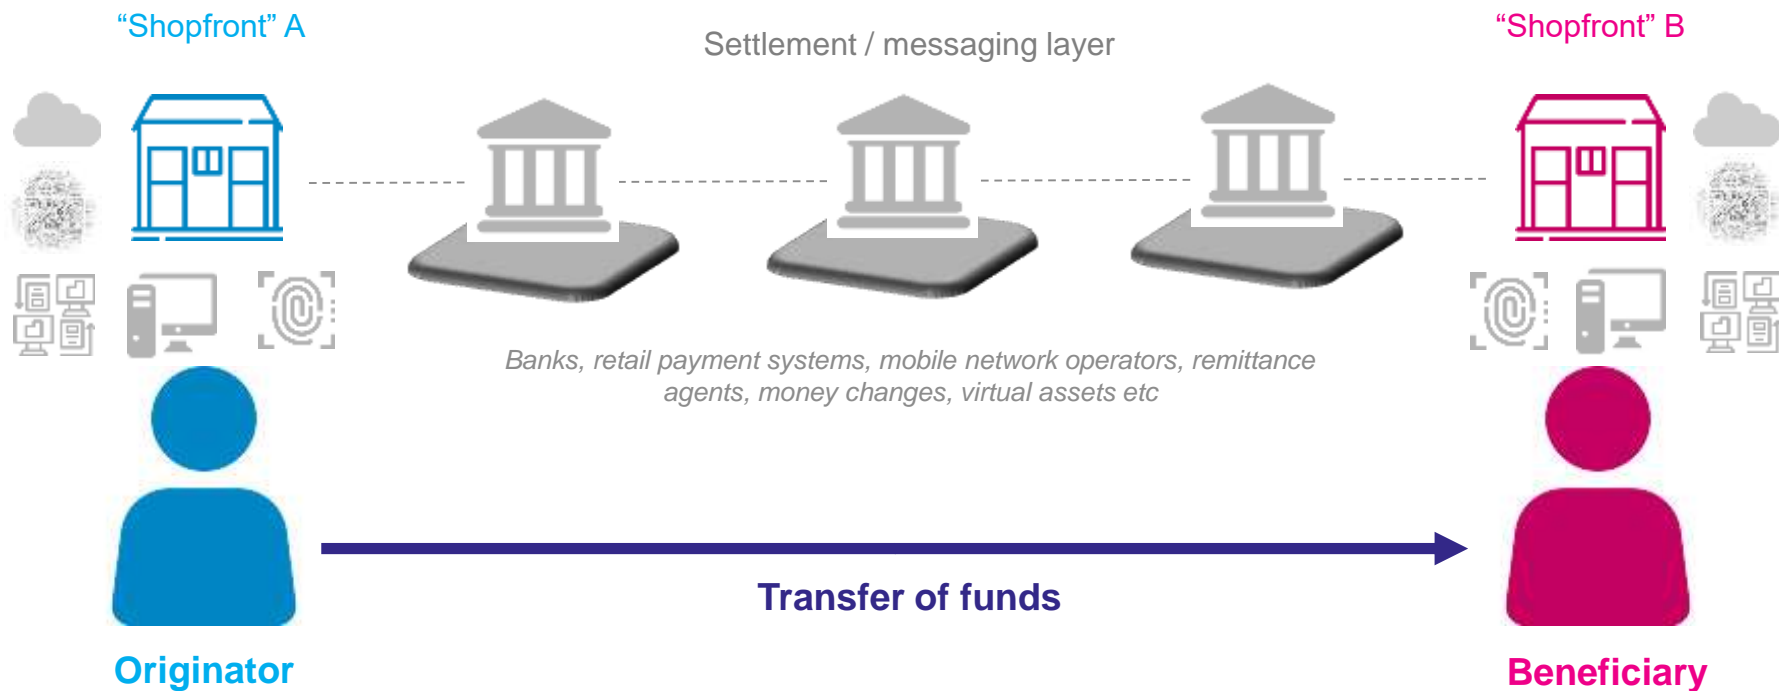 “Shopfront” A
Settlement / messaging layer
“Shopfront” B
Banks, retail payment systems, mobile network operators, remittance
agents, money changes, virtual assets etc
Transfer of funds
Originator
Beneficiary